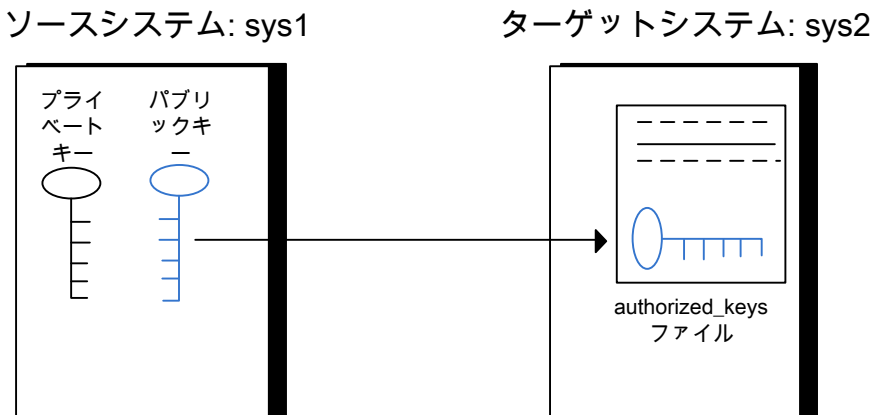 ソースシステム: sys1
ターゲットシステム: sys2
プライ
ベート
キー
パブリ
ックキ
ー
authorized_keys
ファイル